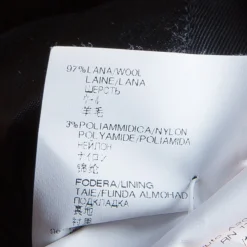 97%LANA/WOOL
LAINE/LANA
ШЕРСТЬ
ウール
羊毛
3%POLIAMMIDICA/NYLON
POLYAMIDE/POLIAMIDA
НЕЙЛОН
ナイロン
锦纶
FODERA/LINING
TAIE/FUNDA ALMOHAD
ПОДКЛАДКА
裏地